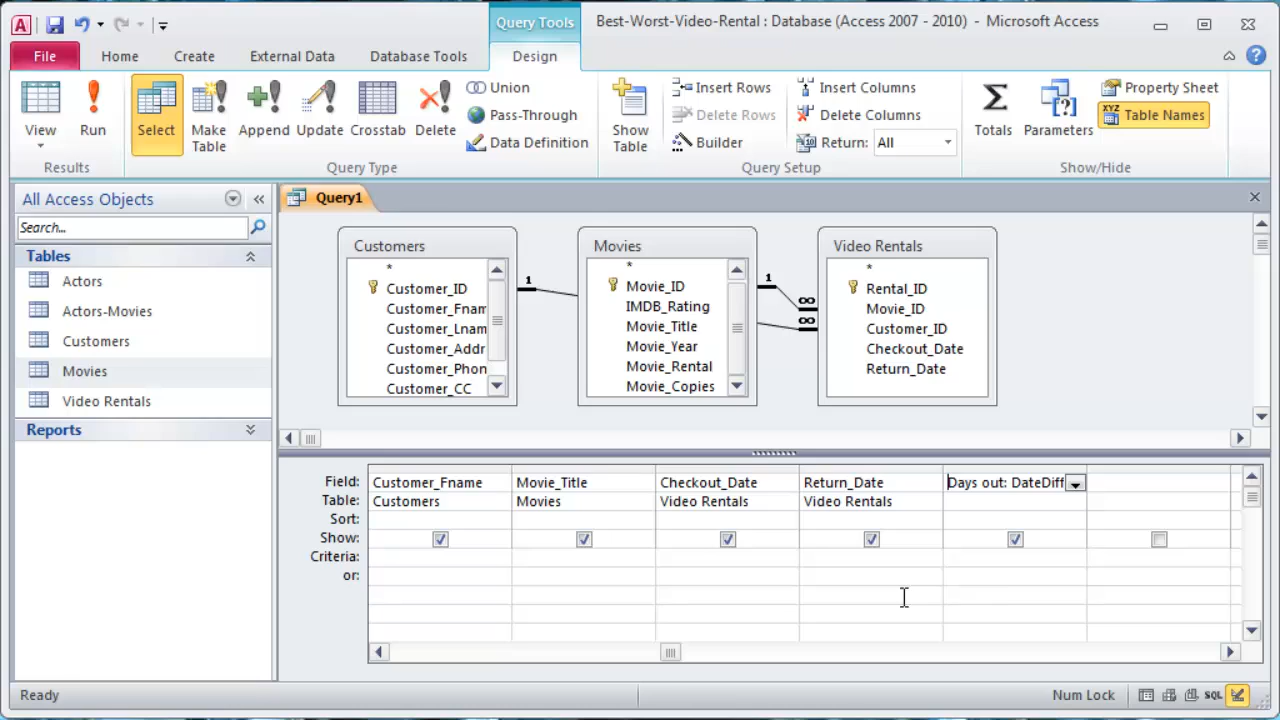 Query Tools
Best-Worst-Video-Rental : Database (Access 2007 - 2010) - Microsoft Access
File Home Create External Data Database Tools Design
View Run Select Make Table Append Update Crosstab Delete
Union
Pass-Through
Data Definition
Show Table
Insert Rows
Delete Rows
Builder
Insert Columns
Delete Columns
Return: All
Totals Parameters
Property Sheet
XYZ Table Names
Results Query Type Query Setup Show/Hide
All Access Objects
Search...
Tables
Actors
Actors-Movies
Customers
Movies
Video Rentals
Reports
Query1
Customers
*
Customer_ID
Customer_Fnam
Customer_Lnam
Customer_Addr
Customer_Phon
Customer_CC
1
Movies
*
Movie_ID
IMDB_Rating
Movie_Title
Movie_Year
Movie_Rental
Movie_Copies
1
∞
∞
Video Rentals
*
Rental_ID
Movie_ID
Customer_ID
Checkout_Date
Return_Date
Field: Customer_Fname Movie_Title Checkout_Date Return_Date Days out: DateDiff
Table: Customers Movies Video Rentals Video Rentals
Sort:
Show:
Criteria:
or:
Ready Num Lock SQL